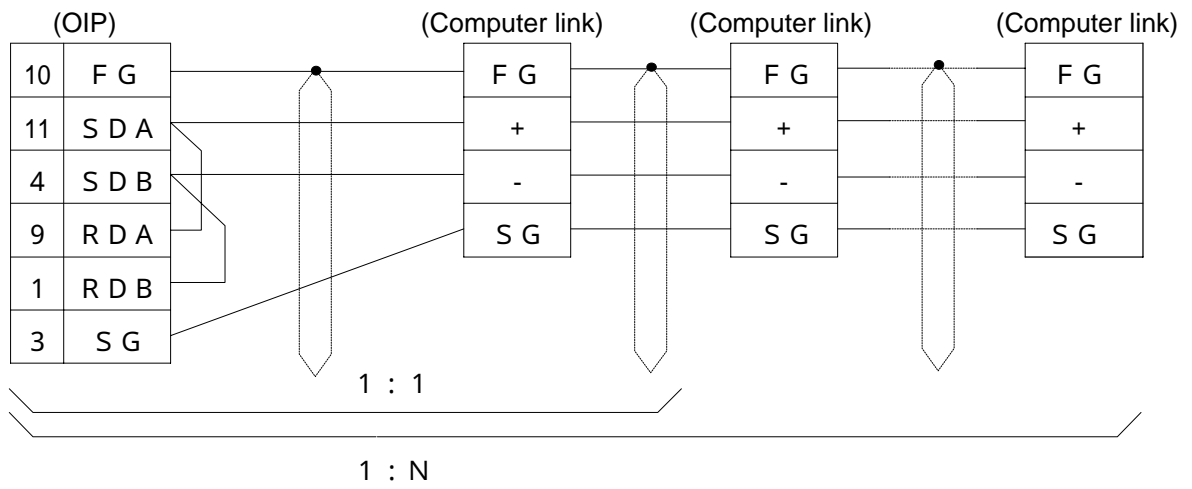 (OIP) (Computer link) (Computer link) (Computer link)
10 F G F G F G F G
11 S D A + + +
4 S D B - - -
9 R D A S G S G S G
1 R D B
3 S G
1 : 1
1 : N